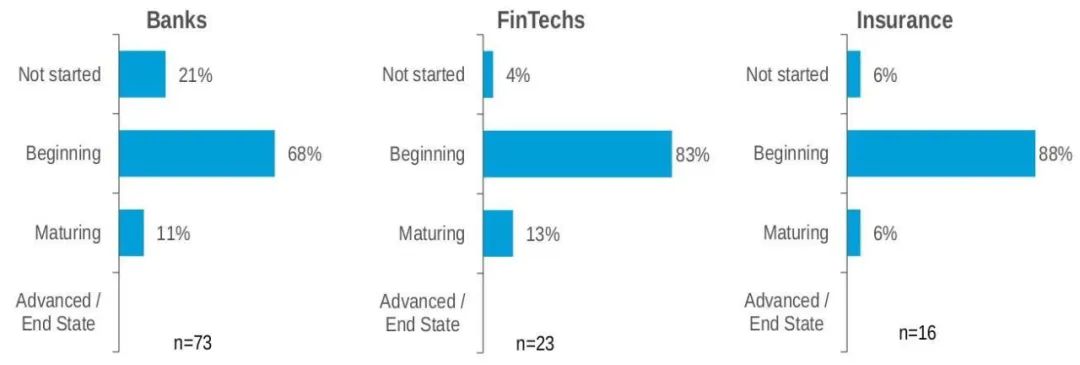 Banks
Not started
21%
Beginning
68%
Maturing
11%
Advanced /
End State
n=73
FinTechs
Not started
4%
Beginning
83%
Maturing
13%
Advanced /
End State
n=23
Insurance
Not started
6%
Beginning
88%
Maturing
6%
Advanced /
End State
n=16